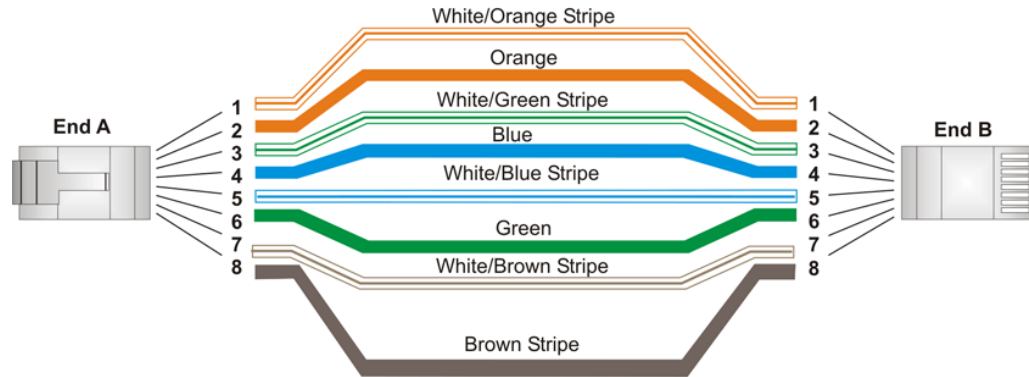 White/Orange Stripe
Orange
White/Green Stripe
Blue
White/Blue Stripe
Green
White/Brown Stripe
Brown Stripe
End A
1
2
3
4
5
6
7
8
End B
1
2
3
4
5
6
7
8